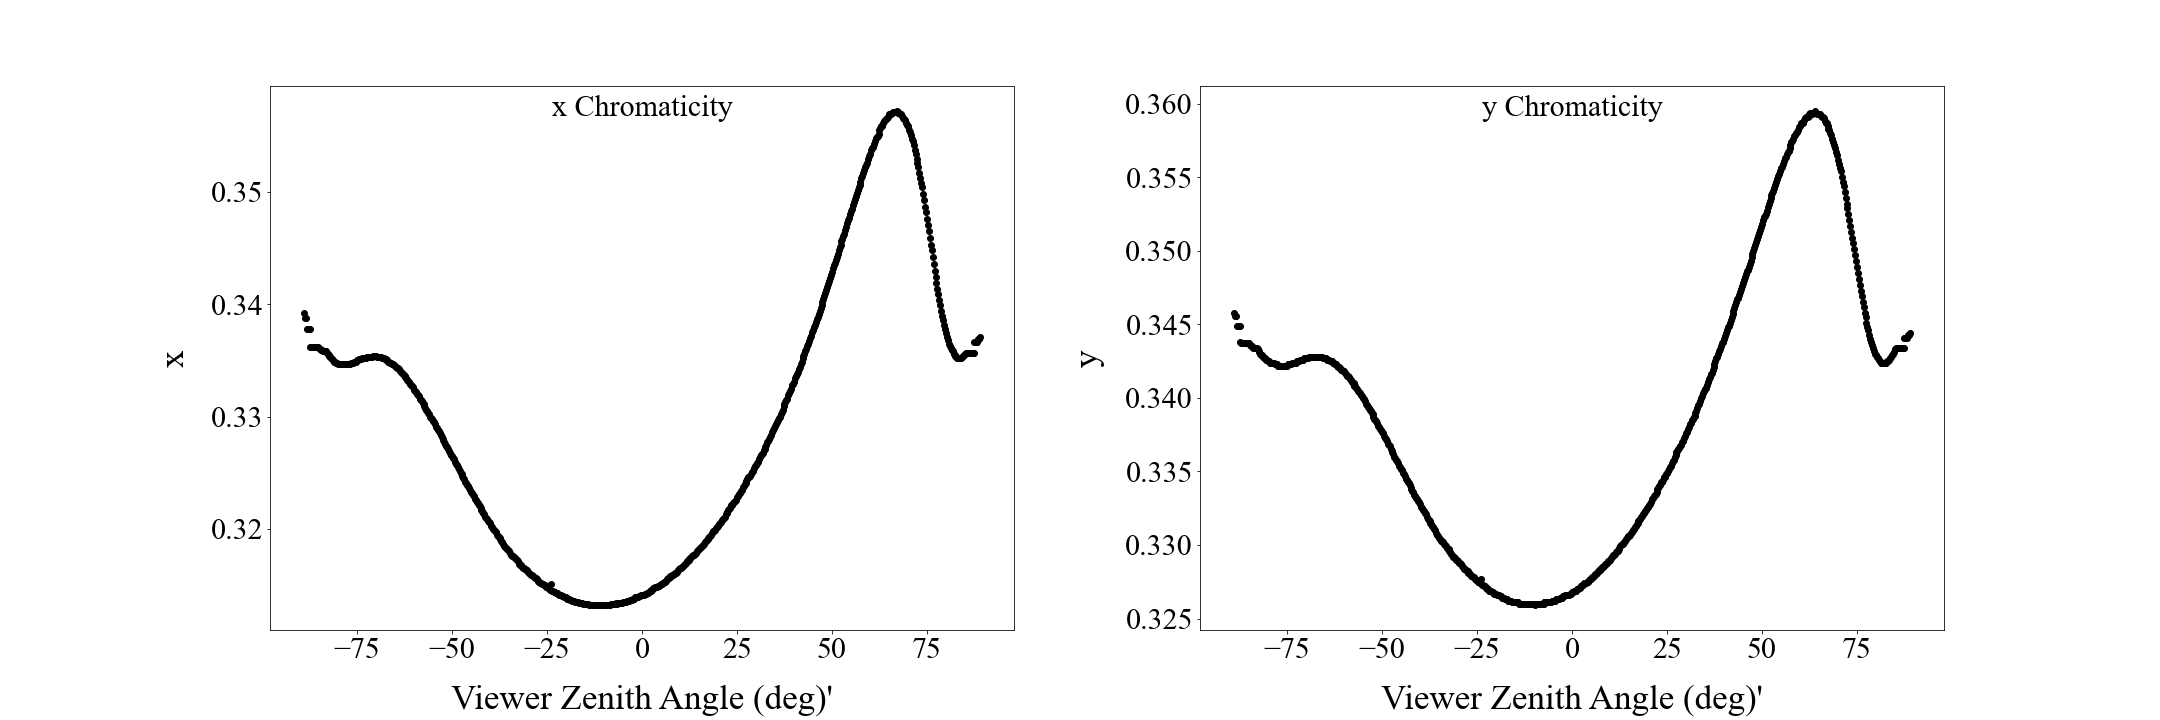 x Chromaticity
x
0.35
0.34
0.33
0.32
−75 −50 −25 0 25 50 75
Viewer Zenith Angle (deg)'
y Chromaticity
y
0.360
0.355
0.350
0.345
0.340
0.335
0.330
0.325
−75 −50 −25 0 25 50 75
Viewer Zenith Angle (deg)'